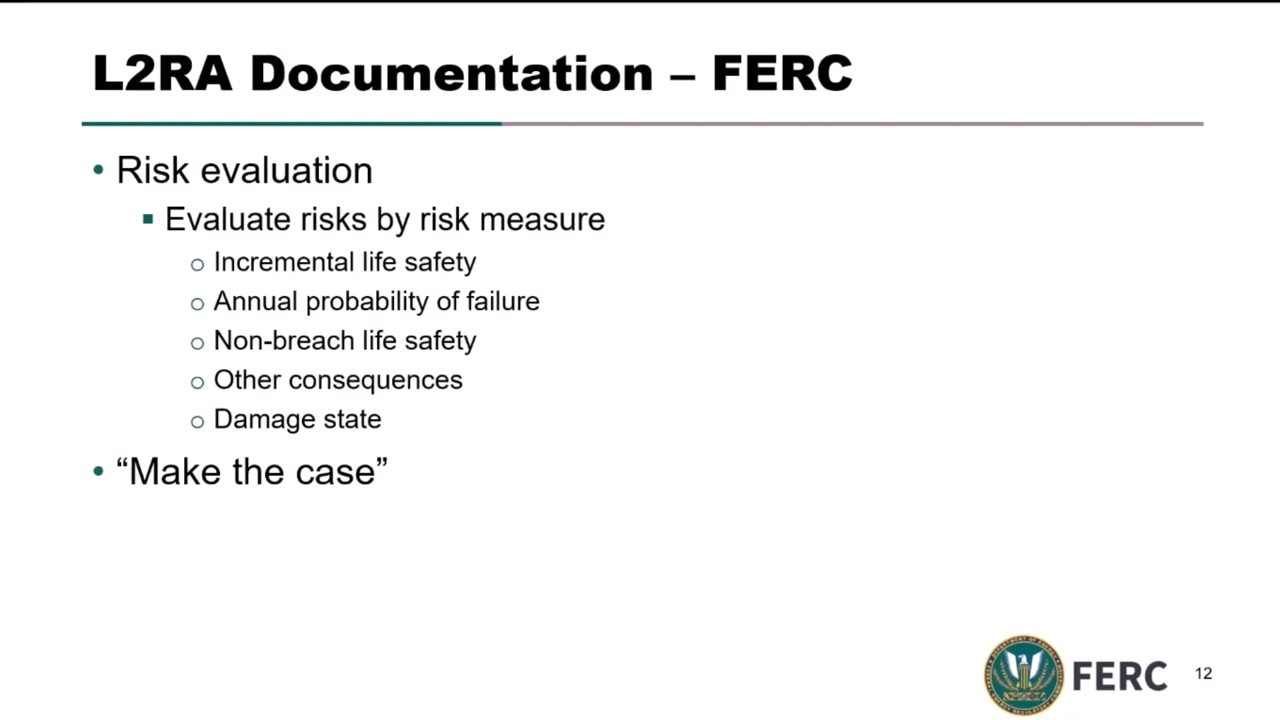 L2RA Documentation – FERC
• Risk evaluation
▪ Evaluate risks by risk measure
o Incremental life safety
o Annual probability of failure
o Non-breach life safety
o Other consequences
o Damage state
• “Make the case”
FERC
12